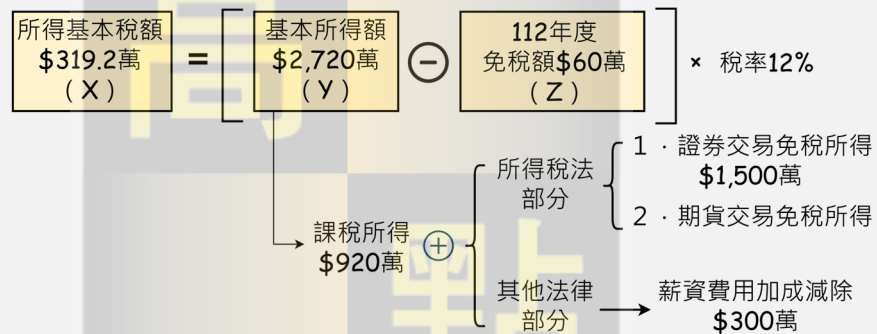 所得基本稅額
$319.2萬
(X)
=
基本所得額
$2,720萬
(Y)
−
112年度
免稅額$60萬
(Z)
× 稅率12%
課稅所得
$920萬
+
所得稅法
部分
1．證券交易免稅所得
$1,500萬
2．期貨交易免稅所得
其他法律
部分
薪資費用加成減除
$300萬
高
點